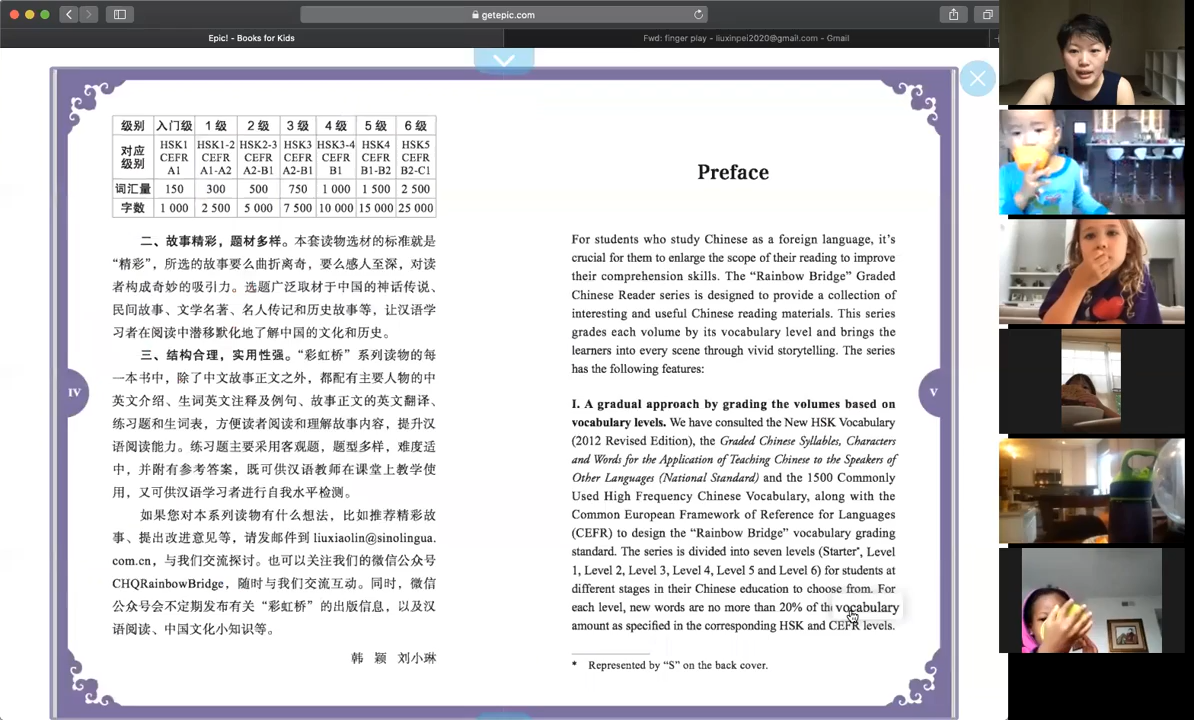 getepic.com
Epic! - Books for Kids
Fwd: finger play - liuxinpei2020@gmail.com - Gmail
级别 入门级 1 级 2 级 3 级 4 级 5 级 6 级
对应级别 HSK1 CEFR A1 HSK1-2 CEFR A1-A2 HSK2-3 CEFR A2-B1 HSK3 CEFR A2-B1 HSK3-4 CEFR B1 HSK4 CEFR B1-B2 HSK5 CEFR B2-C1
词汇量 150 300 500 750 1 000 1 500 2 500
字数 1 000 2 500 5 000 7 500 10 000 15 000 25 000
二、故事精彩，题材多样。本套读物选材的标准就是
“精彩”，所选的故事要么曲折离奇，要么感人至深，对读
者构成奇妙的吸引力。选题广泛取材于中国的神话传说、
民间故事、文学名著、名人传记和历史故事等，让汉语学
习者在阅读中潜移默化地了解中国的文化和历史。
三、结构合理，实用性强。“彩虹桥”系列读物的每
一本书中，除了中文故事正文之外，都配有主要人物的中
英文介绍、生词英文注释及例句、故事正文的英文翻译、
练习题和生词表，方便读者阅读和理解故事内容，提升汉
语阅读能力。练习题主要采用客观题，题型多样，难度适
中，并附有参考答案，既可供汉语教师在课堂上教学使
用，又可供汉语学习者进行自我水平检测。
如果您对本系列读物有什么想法，比如推荐精彩故
事、提出改进意见等，请发邮件到 liuxiaolin@sinolingua.
com.cn，与我们交流探讨。也可以关注我们的微信公众号
CHQRainbowBridge，随时与我们交流互动。同时，微信
公众号会不定期发布有关“彩虹桥”的出版信息，以及汉
语阅读、中国文化小知识等。
韩 颖 刘小琳
IV
Preface
For students who study Chinese as a foreign language, it’s
crucial for them to enlarge the scope of their reading to improve
their comprehension skills. The “Rainbow Bridge” Graded
Chinese Reader series is designed to provide a collection of
interesting and useful Chinese reading materials. This series
grades each volume by its vocabulary level and brings the
learners into every scene through vivid storytelling. The series
has the following features:
I. A gradual approach by grading the volumes based on
vocabulary levels. We have consulted the New HSK Vocabulary
(2012 Revised Edition), the Graded Chinese Syllables, Characters
and Words for the Application of Teaching Chinese to the Speakers of
Other Languages (National Standard) and the 1500 Commonly
Used High Frequency Chinese Vocabulary, along with the
Common European Framework of Reference for Languages
(CEFR) to design the “Rainbow Bridge” vocabulary grading
standard. The series is divided into seven levels (Starter*, Level
1, Level 2, Level 3, Level 4, Level 5 and Level 6) for students at
different stages in their Chinese education to choose from. For
each level, new words are no more than 20% of the vocabulary
amount as specified in the corresponding HSK and CEFR levels.
* Represented by “S” on the back cover.
V